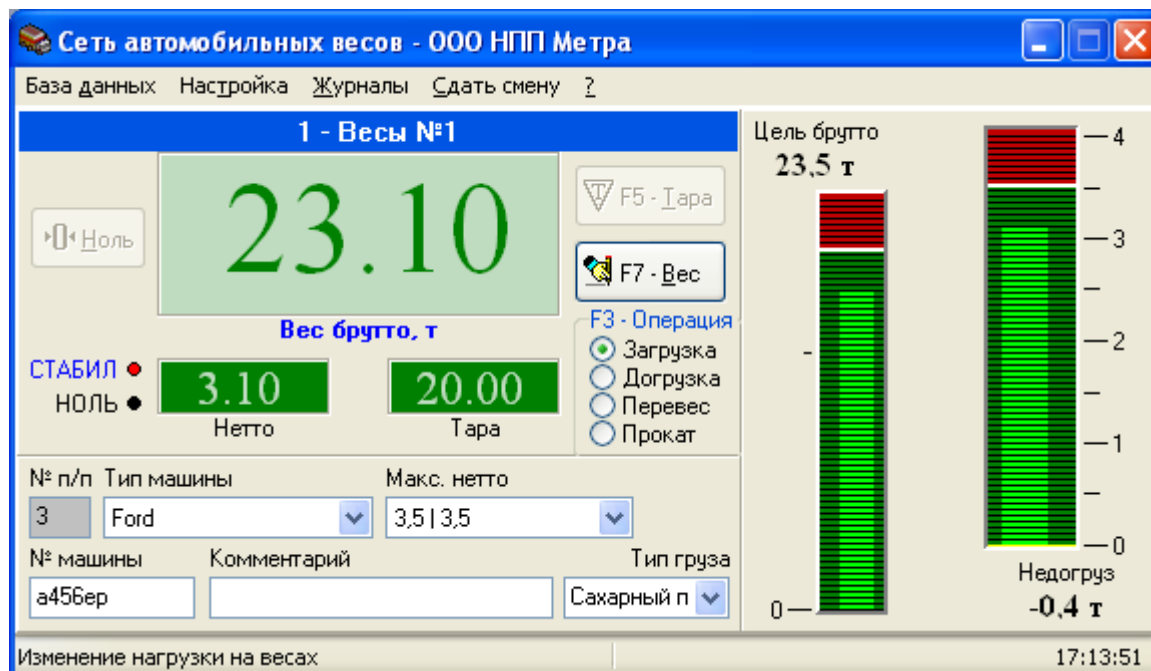 Сеть автомобильных весов - ООО НПП Метра
База данных Настройка Журналы Сдать смену ?
1 - Весы №1
Ноль
23.10
Вес брутто, т
F5 - Тара
F7 - Вес
F3 - Операция
Загрузка
Догрузка
Перевес
Прокат
СТАБИЛ
НОЛЬ
3.10
Нетто
20.00
Тара
№ п/п Тип машины Макс. нетто
3 Ford 3,5 | 3,5
№ машины Комментарий Тип груза
а456ер Сахарный п
Цель брутто
23,5 т
0
4
3
2
1
0
Недогруз
-0,4 т
Изменение нагрузки на весах 17:13:51